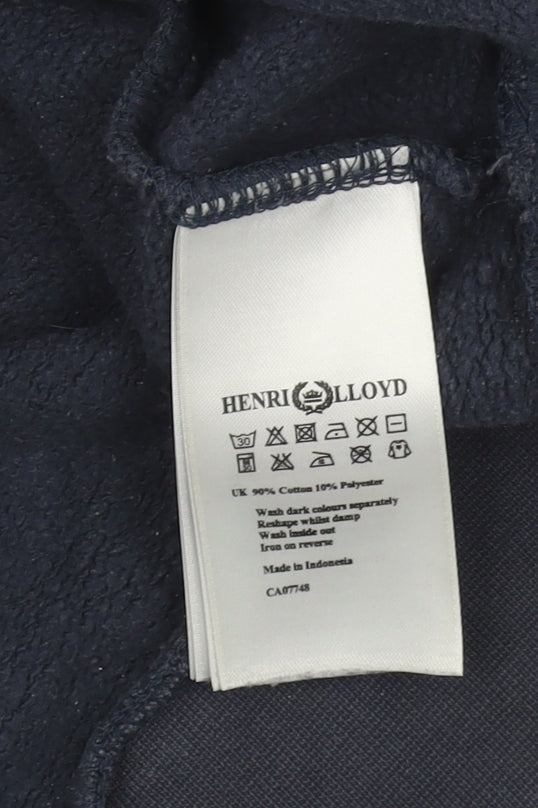 HENRI LLOYD
30
UK 90% Cotton 10% Polyester
Wash dark colours separately
Reshape whilst damp
Wash inside out
Iron on reverse
Made in Indonesia
CA07748